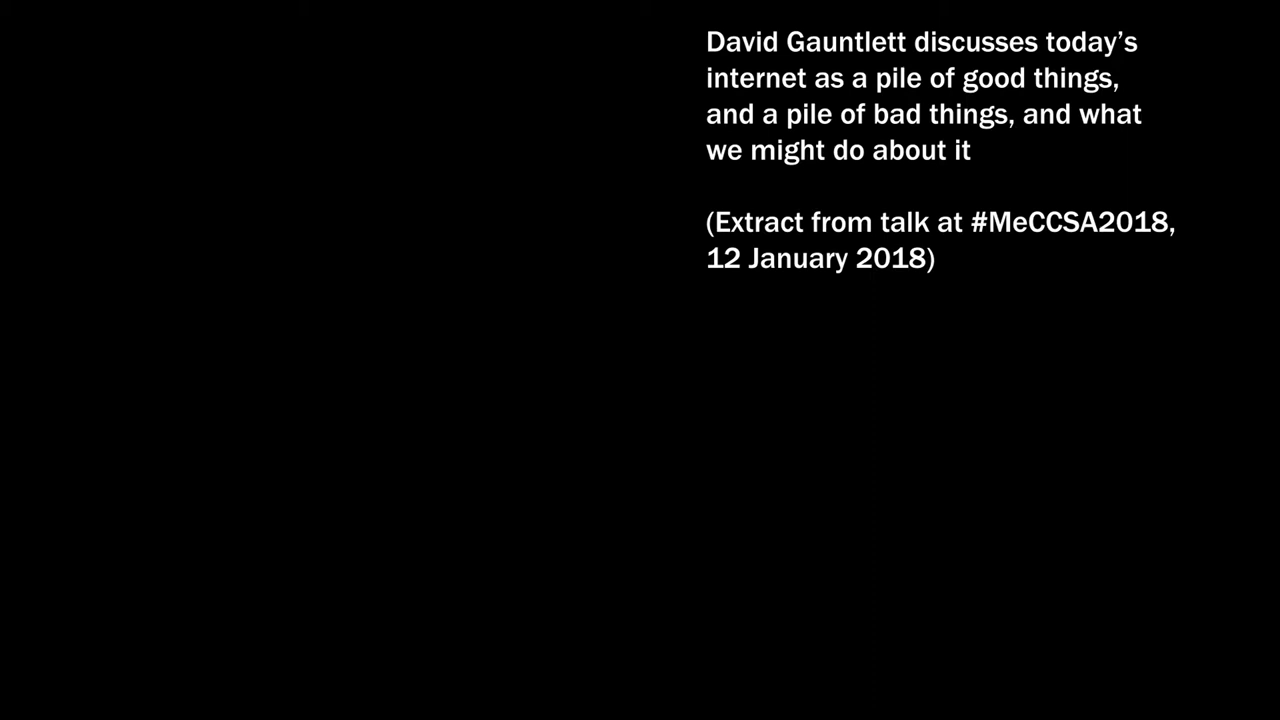 David Gauntlett discusses today’s
internet as a pile of good things,
and a pile of bad things, and what
we might do about it
(Extract from talk at #MeCCSA2018,
12 January 2018)